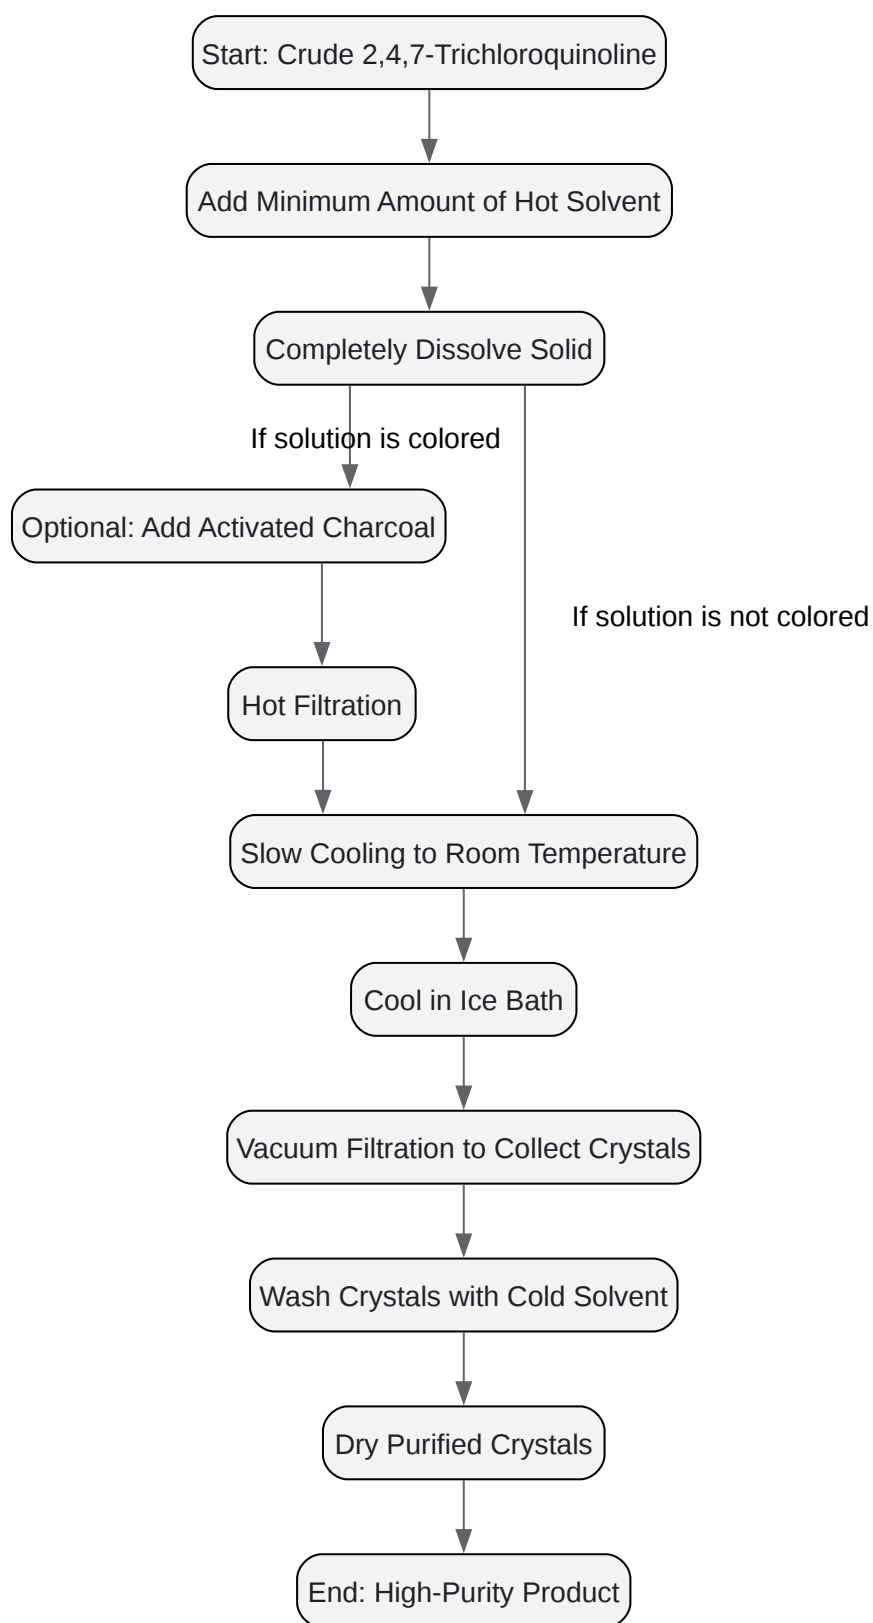 Start: Crude 2,4,7-Trichloroquinoline
Add Minimum Amount of Hot Solvent
Completely Dissolve Solid
If solution is colored
Optional: Add Activated Charcoal
If solution is not colored
Hot Filtration
Slow Cooling to Room Temperature
Cool in Ice Bath
Vacuum Filtration to Collect Crystals
Wash Crystals with Cold Solvent
Dry Purified Crystals
End: High-Purity Product